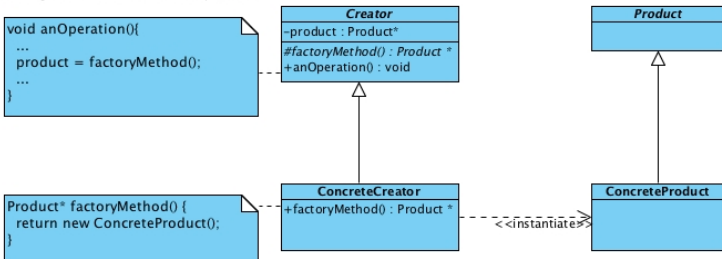 void anOperation(){
...
product = factoryMethod();
...
}
Creator
-product : Product*
#factoryMethod() : Product *
+anOperation() : void
Product
Product* factoryMethod() {
return new ConcreteProduct();
}
ConcreteCreator
+factoryMethod() : Product *
<<instantiate>>
ConcreteProduct